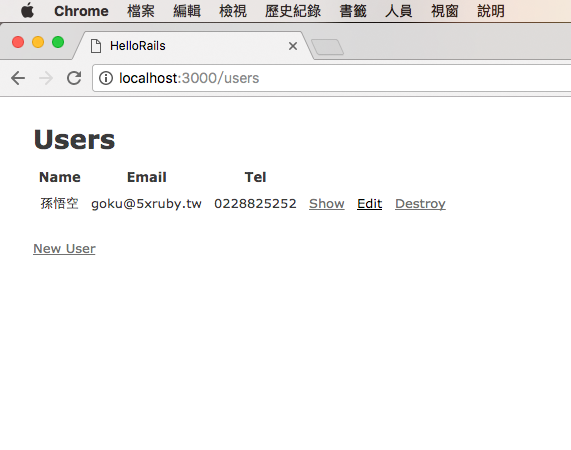 Chrome 檔案 編輯 檢視 歷史紀錄 書籤 人員 視窗 說明
HelloRails
localhost:3000/users
Users
Name Email Tel
孫悟空 goku@5xruby.tw 0228825252 Show Edit Destroy
New User